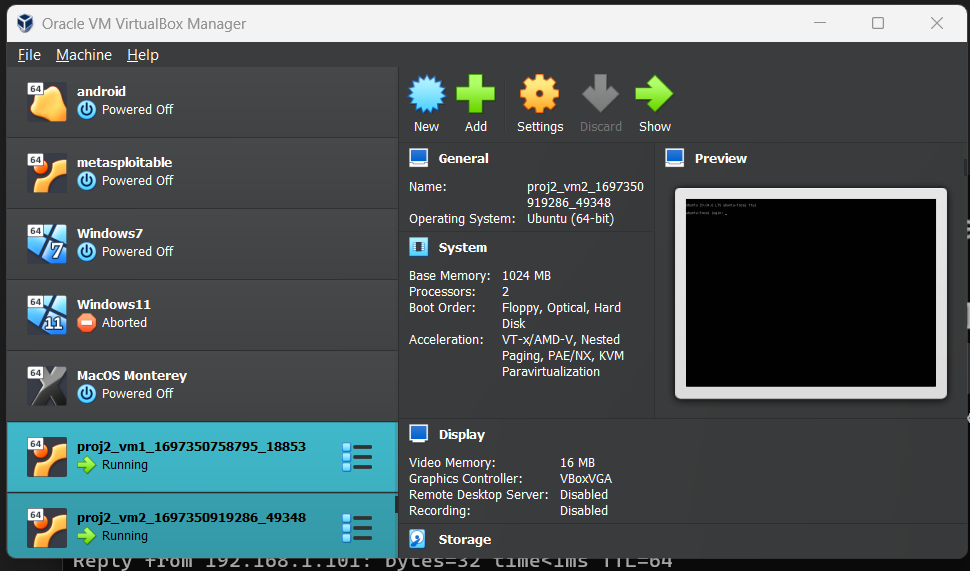 Oracle VM VirtualBox Manager
File Machine Help
64
android
Powered Off
64
metasploitable
Powered Off
64
7
Windows7
Powered Off
64
11
Windows11
Aborted
64
MacOS Monterey
Powered Off
64
proj2_vm1_1697350758795_18853
Running
64
proj2_vm2_1697350919286_49348
Running
New Add Settings Discard Show
General
Name: proj2_vm2_1697350
919286_49348
Operating System: Ubuntu (64-bit)
System
Base Memory: 1024 MB
Processors: 2
Boot Order: Floppy, Optical, Hard
Disk
Acceleration: VT-x/AMD-V, Nested
Paging, PAE/NX, KVM
Paravirtualization
Preview
Display
Video Memory: 16 MB
Graphics Controller: VBoxVGA
Remote Desktop Server: Disabled
Recording: Disabled
Storage
Reply from 192.168.1.101: bytes=32 time<1ms TTL=64